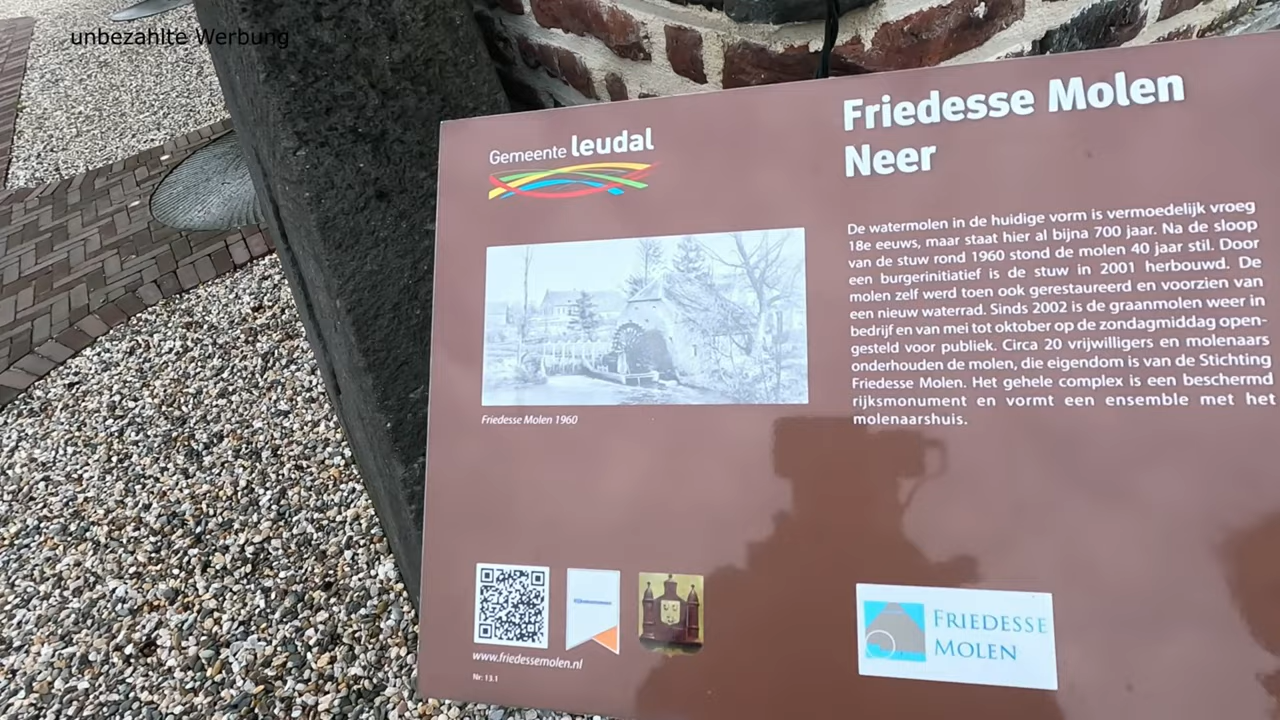 unbezahlte Werbung
Gemeente leudal
Friedesse Molen
Neer
De watermolen in de huidige vorm is vermoedelijk vroeg
18e eeuws, maar staat hier al bijna 700 jaar. Na de sloop
van de stuw rond 1960 stond de molen 40 jaar stil. Door
een burgerinitiatief is de stuw in 2001 herbouwd. De
molen zelf werd toen ook gerestaureerd en voorzien van
een nieuw waterrad. Sinds 2002 is de graanmolen weer in
bedrijf en van mei tot oktober op de zondagmiddag open-
gesteld voor publiek. Circa 20 vrijwilligers en molenaars
onderhouden de molen, die eigendom is van de Stichting
Friedesse Molen. Het gehele complex is een beschermd
rijksmonument en vormt een ensemble met het
molenaarshuis.
Friedesse Molen 1960
www.friedessemolen.nl
Nr: 13.1
FRIEDESSE
MOLEN